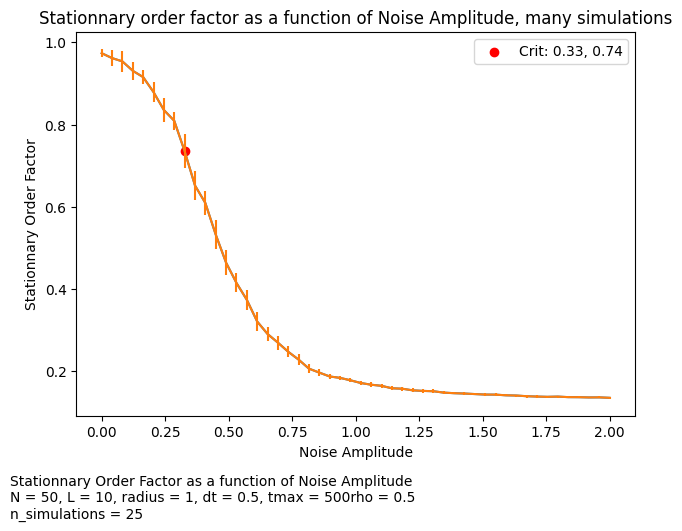 Stationnary order factor as a function of Noise Amplitude, many simulations
Crit: 0.33, 0.74
1.0
0.8
0.6
0.4
0.2
Stationnary Order Factor
0.00 0.25 0.50 0.75 1.00 1.25 1.50 1.75 2.00
Noise Amplitude
Stationnary Order Factor as a function of Noise Amplitude
N = 50, L = 10, radius = 1, dt = 0.5, tmax = 500rho = 0.5
n_simulations = 25